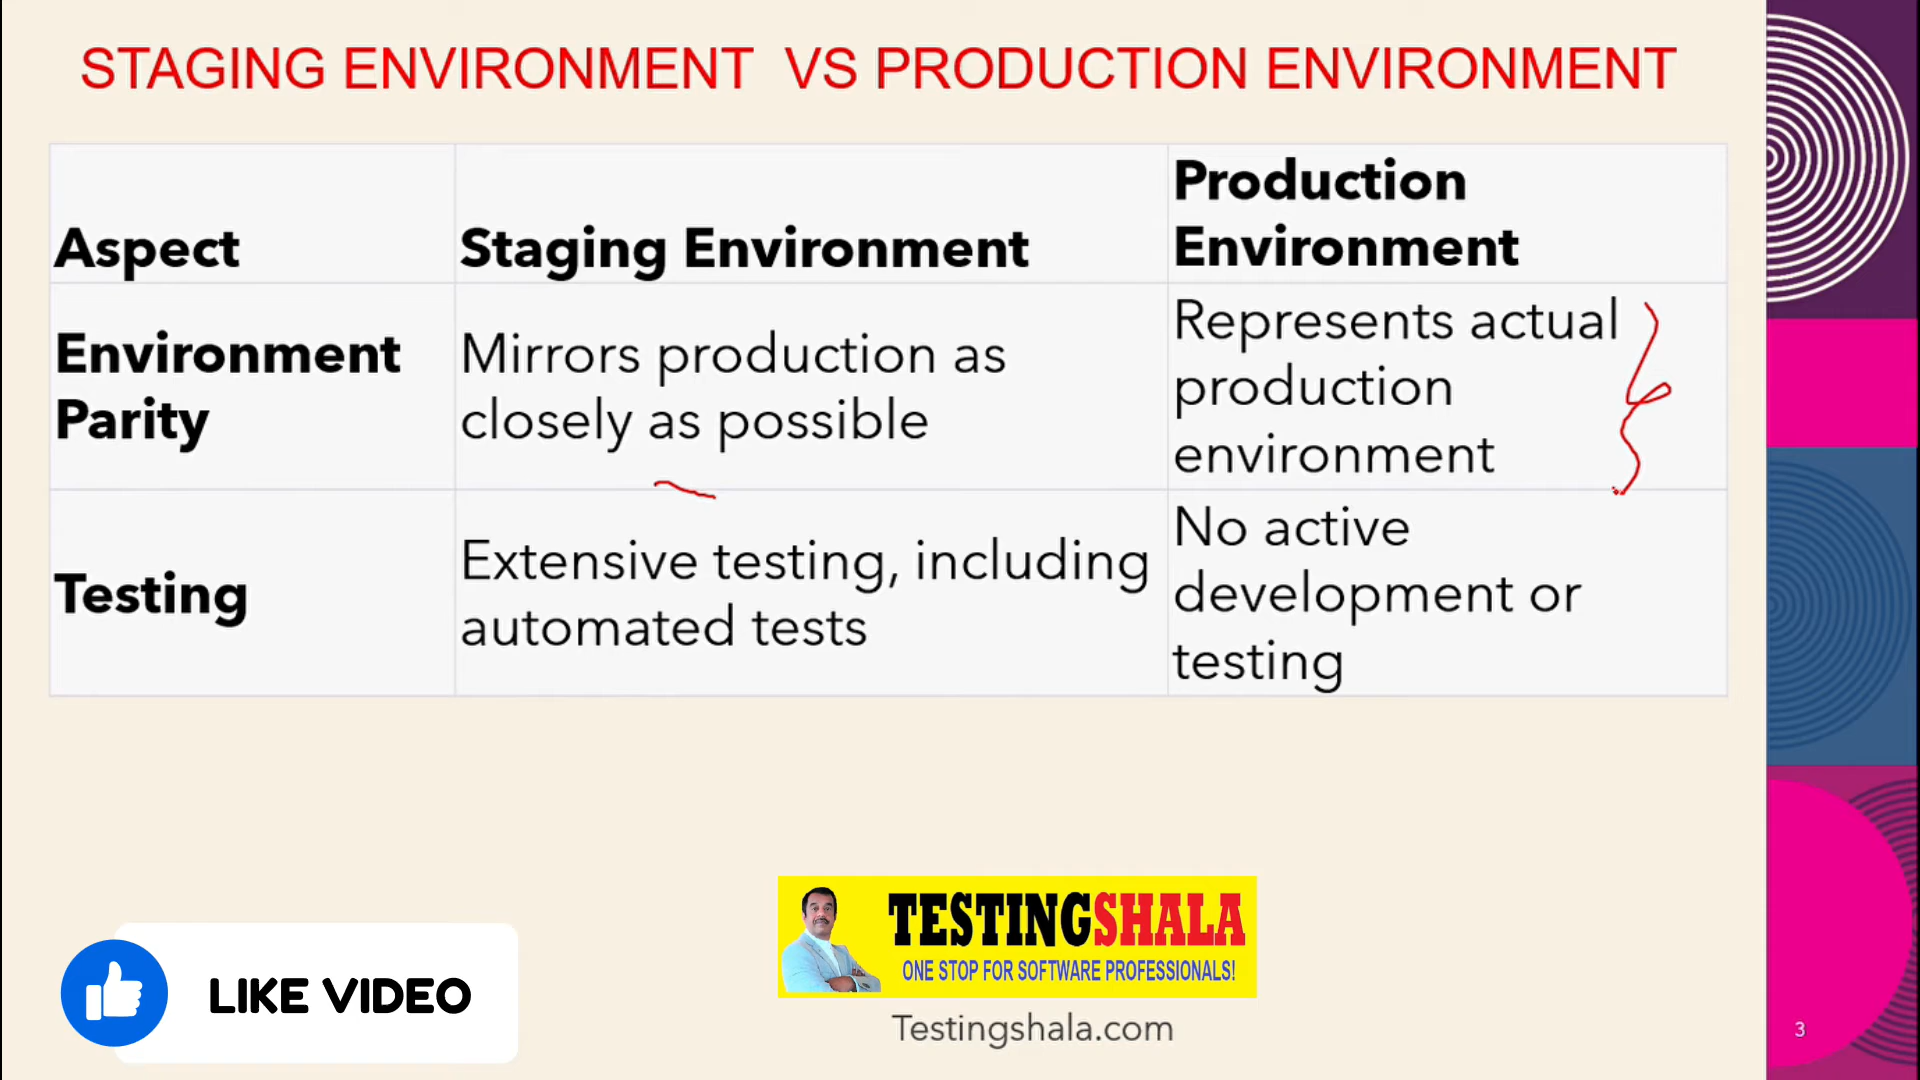 STAGING ENVIRONMENT VS PRODUCTION ENVIRONMENT
Aspect
Staging Environment
Production
Environment
Environment
Parity
Mirrors production as
closely as possible
Represents actual
production
environment
Testing
Extensive testing, including
automated tests
No active
development or
testing
TESTINGSHALA
ONE STOP FOR SOFTWARE PROFESSIONALS!
LIKE VIDEO
Testingshala.com
3